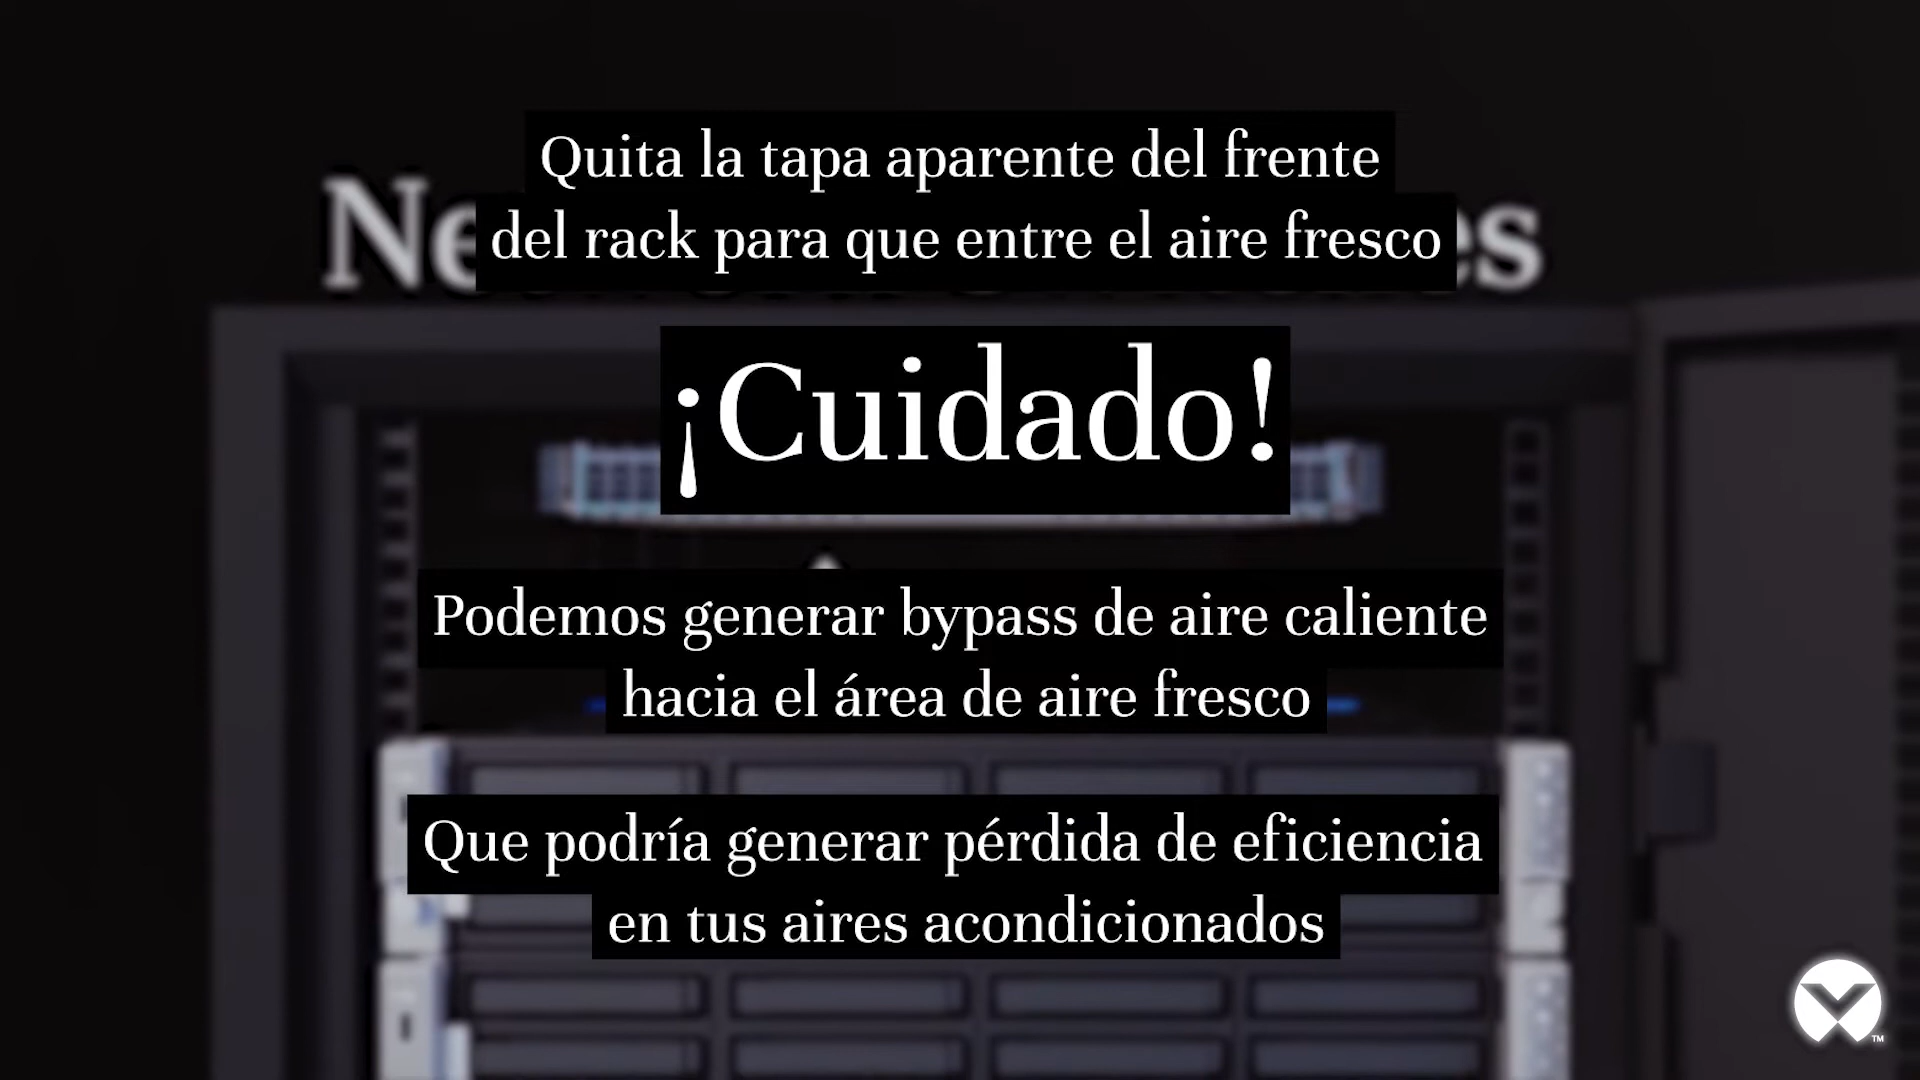 Quita la tapa aparente del frente
del rack para que entre el aire fresco
¡Cuidado!
Podemos generar bypass de aire caliente
hacia el área de aire fresco
Que podría generar pérdida de eficiencia
en tus aires acondicionados
TM